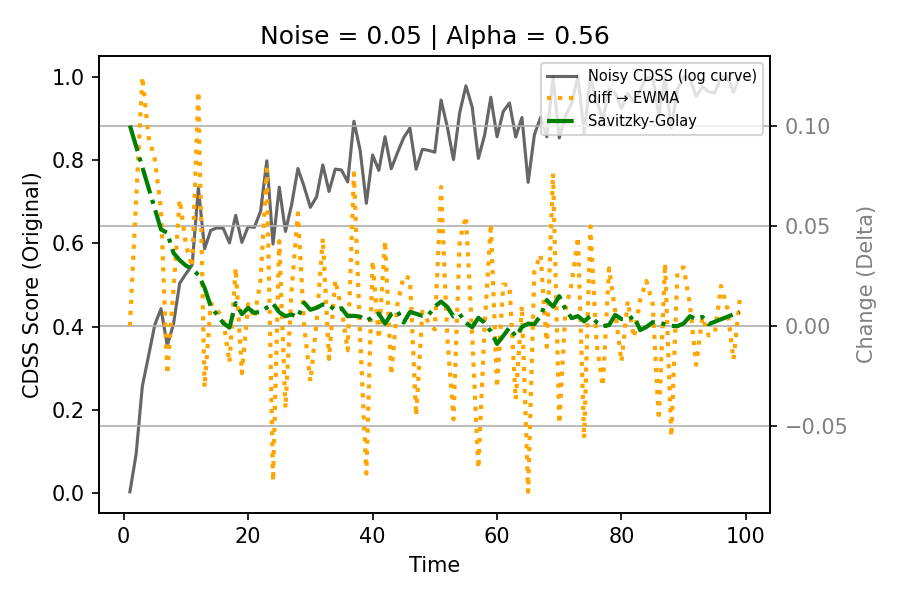 Noise = 0.05 | Alpha = 0.56
Noisy CDSS (log curve)
diff → EWMA
Savitzky-Golay
CDSS Score (Original)
1.0
0.8
0.6
0.4
0.2
0.0
0.10
0.05
0.00
−0.05
Change (Delta)
0 20 40 60 80 100
Time